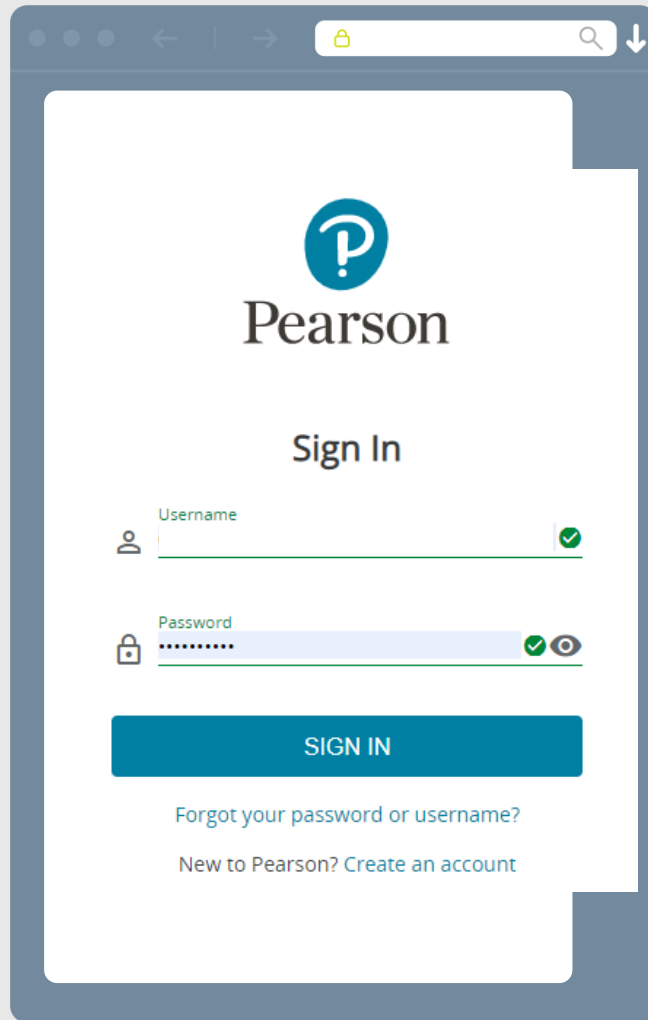 Pearson
Sign In
Username
Password
••••••••••
SIGN IN
Forgot your password or username?
New to Pearson? Create an account